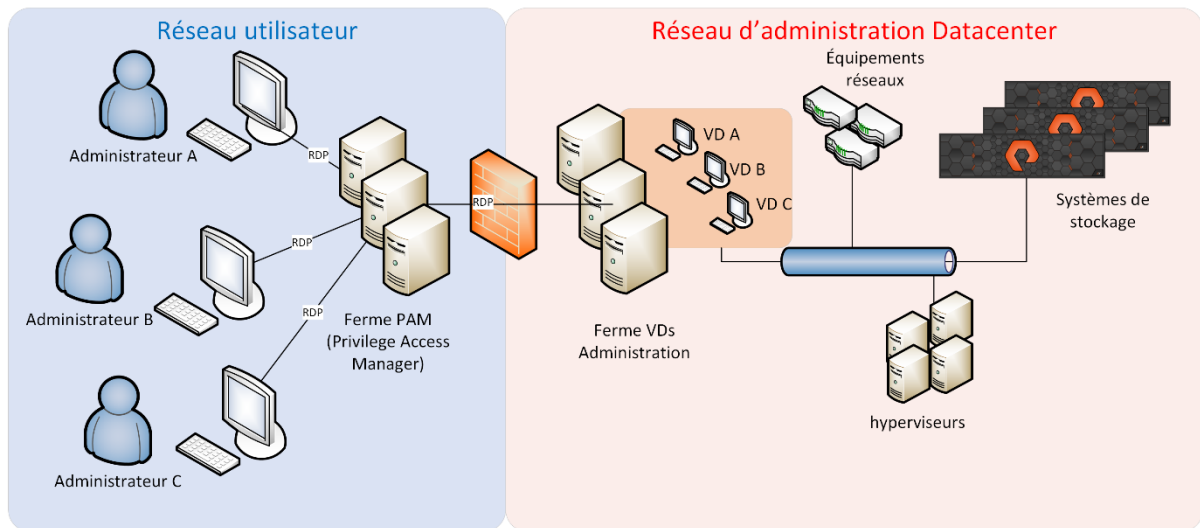 Réseau utilisateur
Réseau d'administration Datacenter
Administrateur A
RDP
Administrateur B
RDP
Administrateur C
RDP
Ferme PAM
(Privilege Access
Manager)
RDP
Ferme VDs
Administration
VD A
VD B
VD C
Équipements
réseaux
Systèmes de
stockage
hyperviseurs